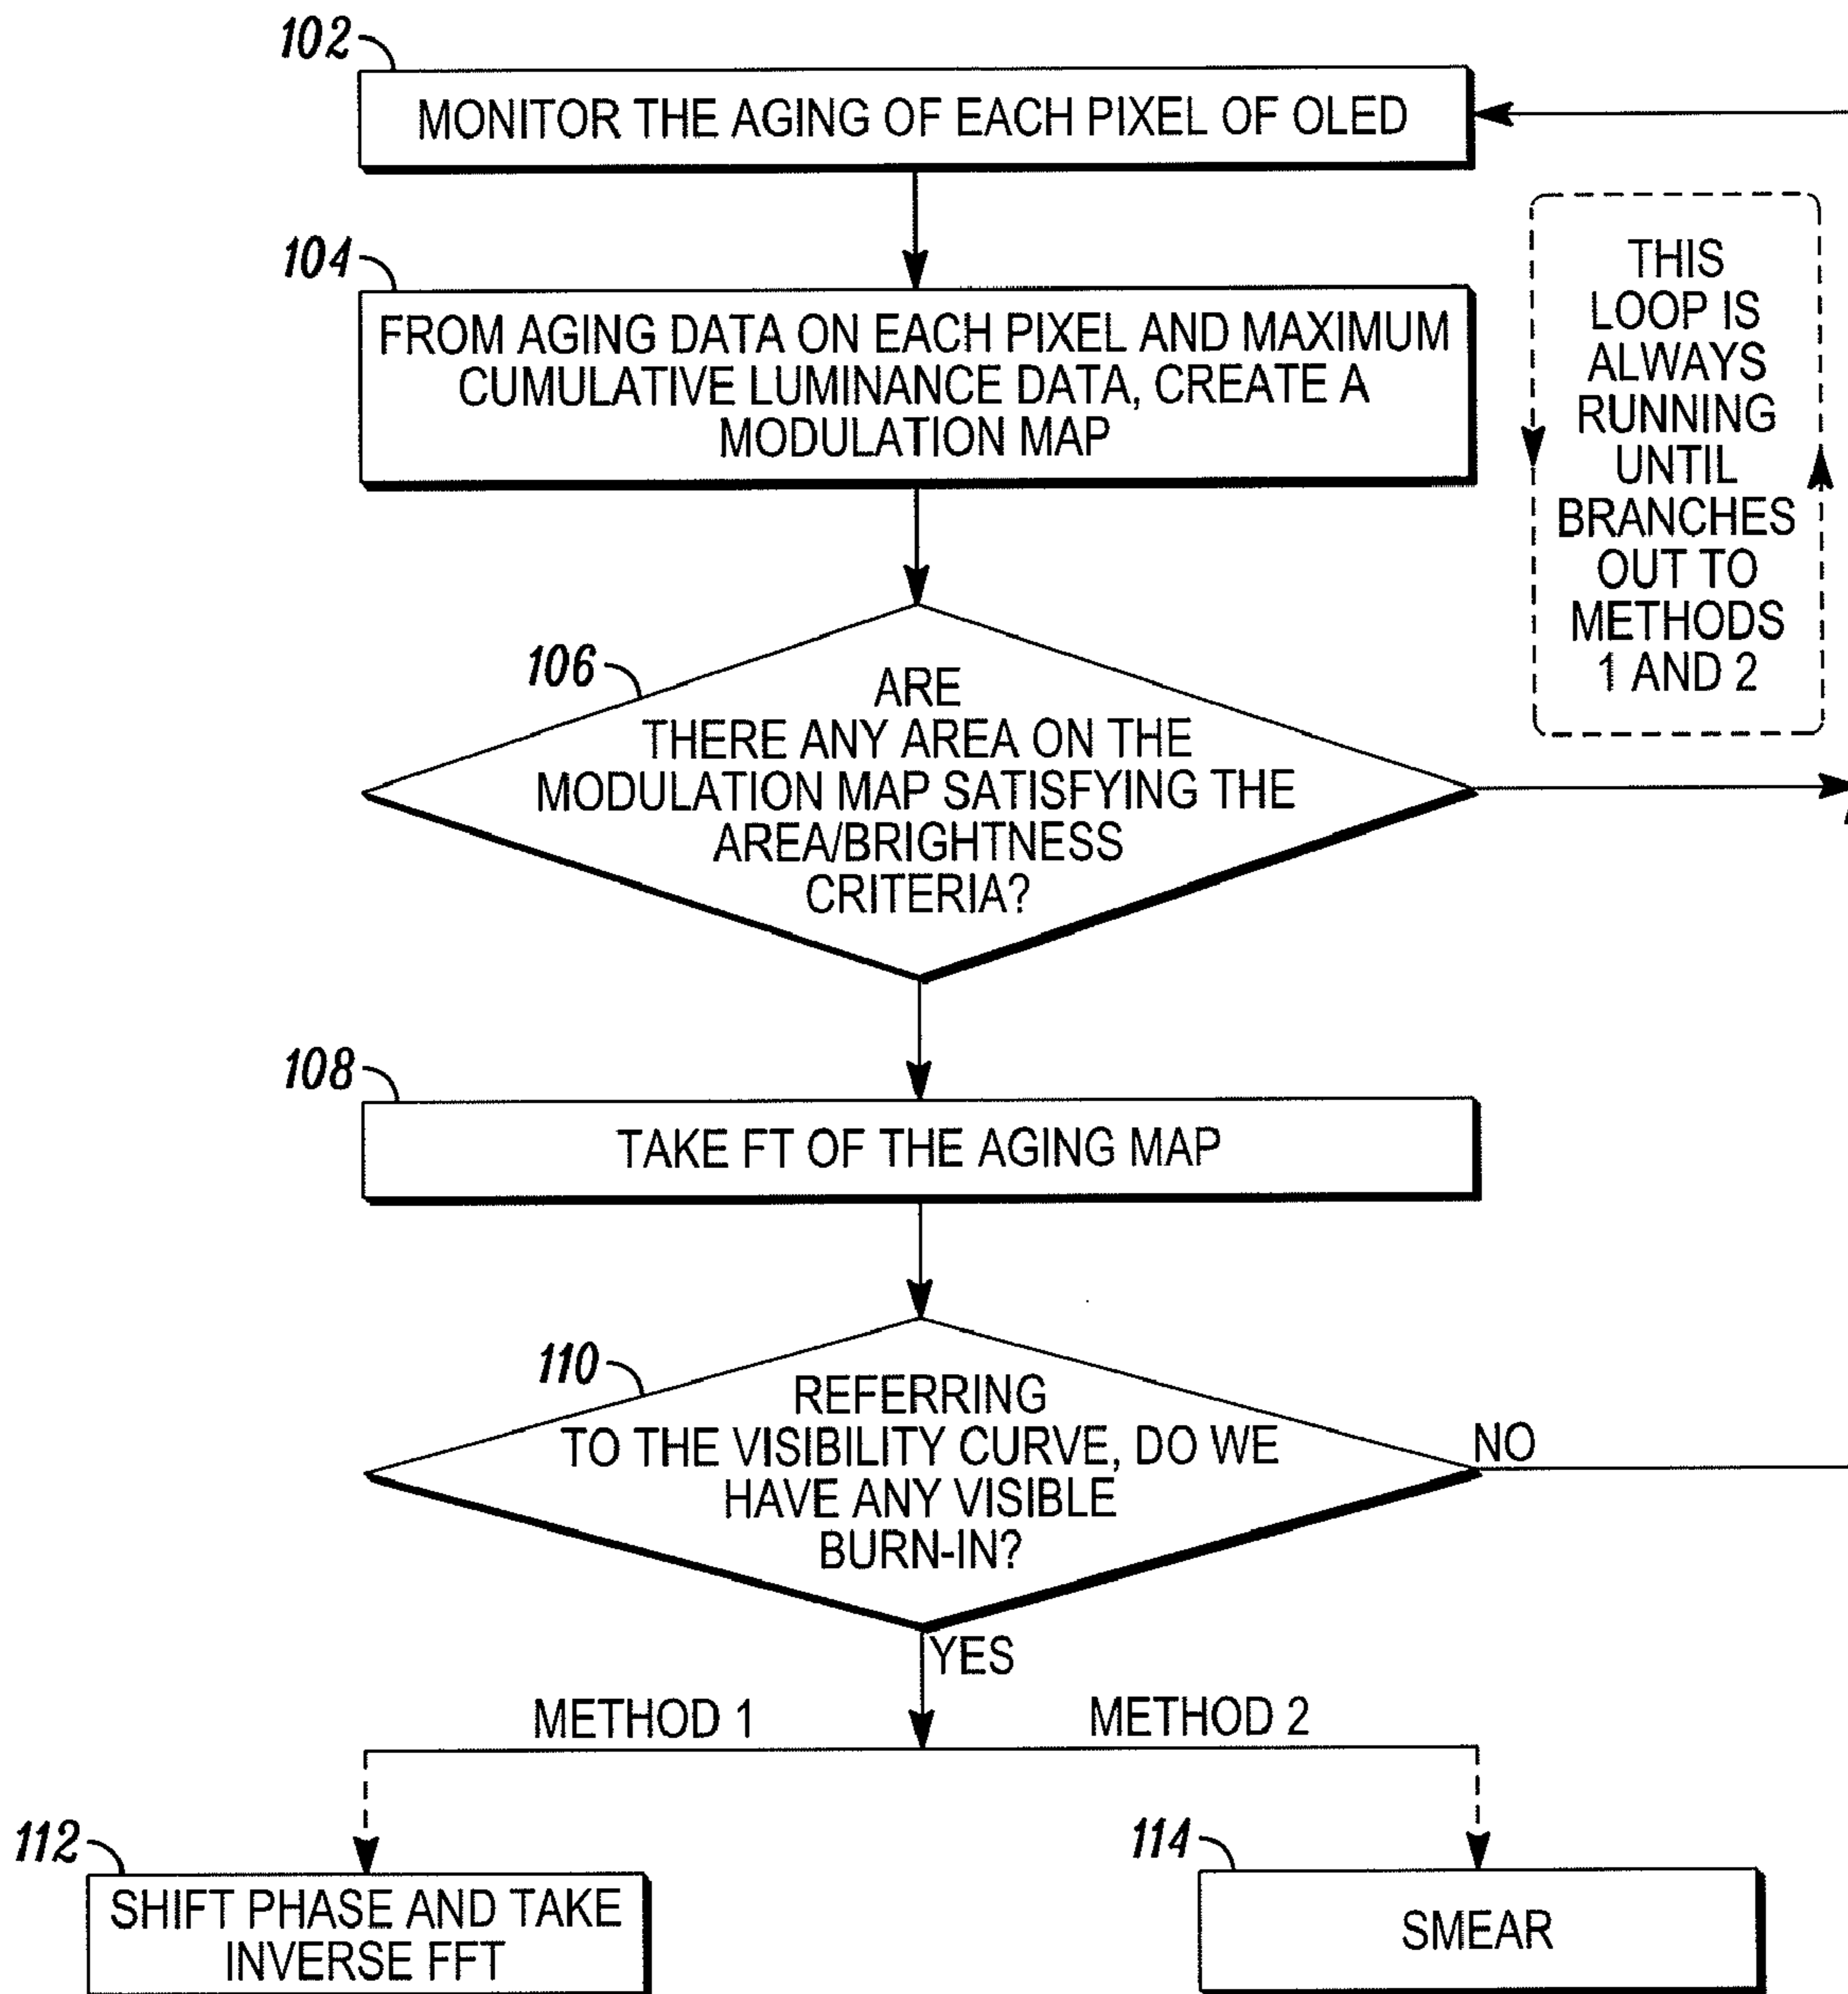 102
MONITOR THE AGING OF EACH PIXEL OF OLED
104
FROM AGING DATA ON EACH PIXEL AND MAXIMUM
CUMULATIVE LUMINANCE DATA, CREATE A
MODULATION MAP
THIS
LOOP IS
ALWAYS
RUNNING
UNTIL
BRANCHES
OUT TO
METHODS
1 AND 2
106
ARE
THERE ANY AREA ON THE
MODULATION MAP SATISFYING THE
AREA/BRIGHTNESS
CRITERIA?
108
TAKE FT OF THE AGING MAP
110
REFERRING
TO THE VISIBILITY CURVE, DO WE
HAVE ANY VISIBLE
BURN-IN?
NO
YES
METHOD 1
METHOD 2
112
SHIFT PHASE AND TAKE
INVERSE FFT
114
SMEAR